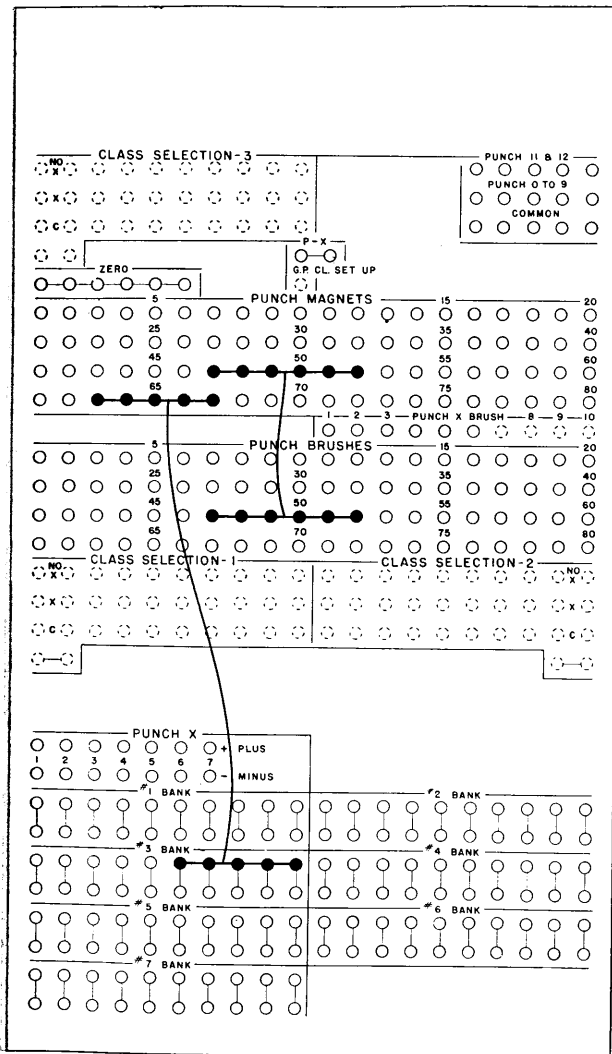 CLASS SELECTION-3
PUNCH 11 & 12
NO
X
PUNCH 0 TO 9
X
COMMON
C
P-X
ZERO
G.P. CL. SET UP
5 PUNCH MAGNETS 15 20
25 30 35 40
45 50 55 60
65 70 75 80
1 - 2 - 3 - PUNCH X BRUSH - 8 - 9 - 10
5 PUNCH BRUSHES 15 20
25 30 35 40
45 50 55 60
65 70 75 80
NO X CLASS SELECTION-1 CLASS SELECTION-2 NO X
X X
C C
PUNCH X
+ PLUS
1 2 3 4 5 6 7
- MINUS
#1 BANK #2 BANK
#3 BANK #4 BANK
#5 BANK #6 BANK
#7 BANK